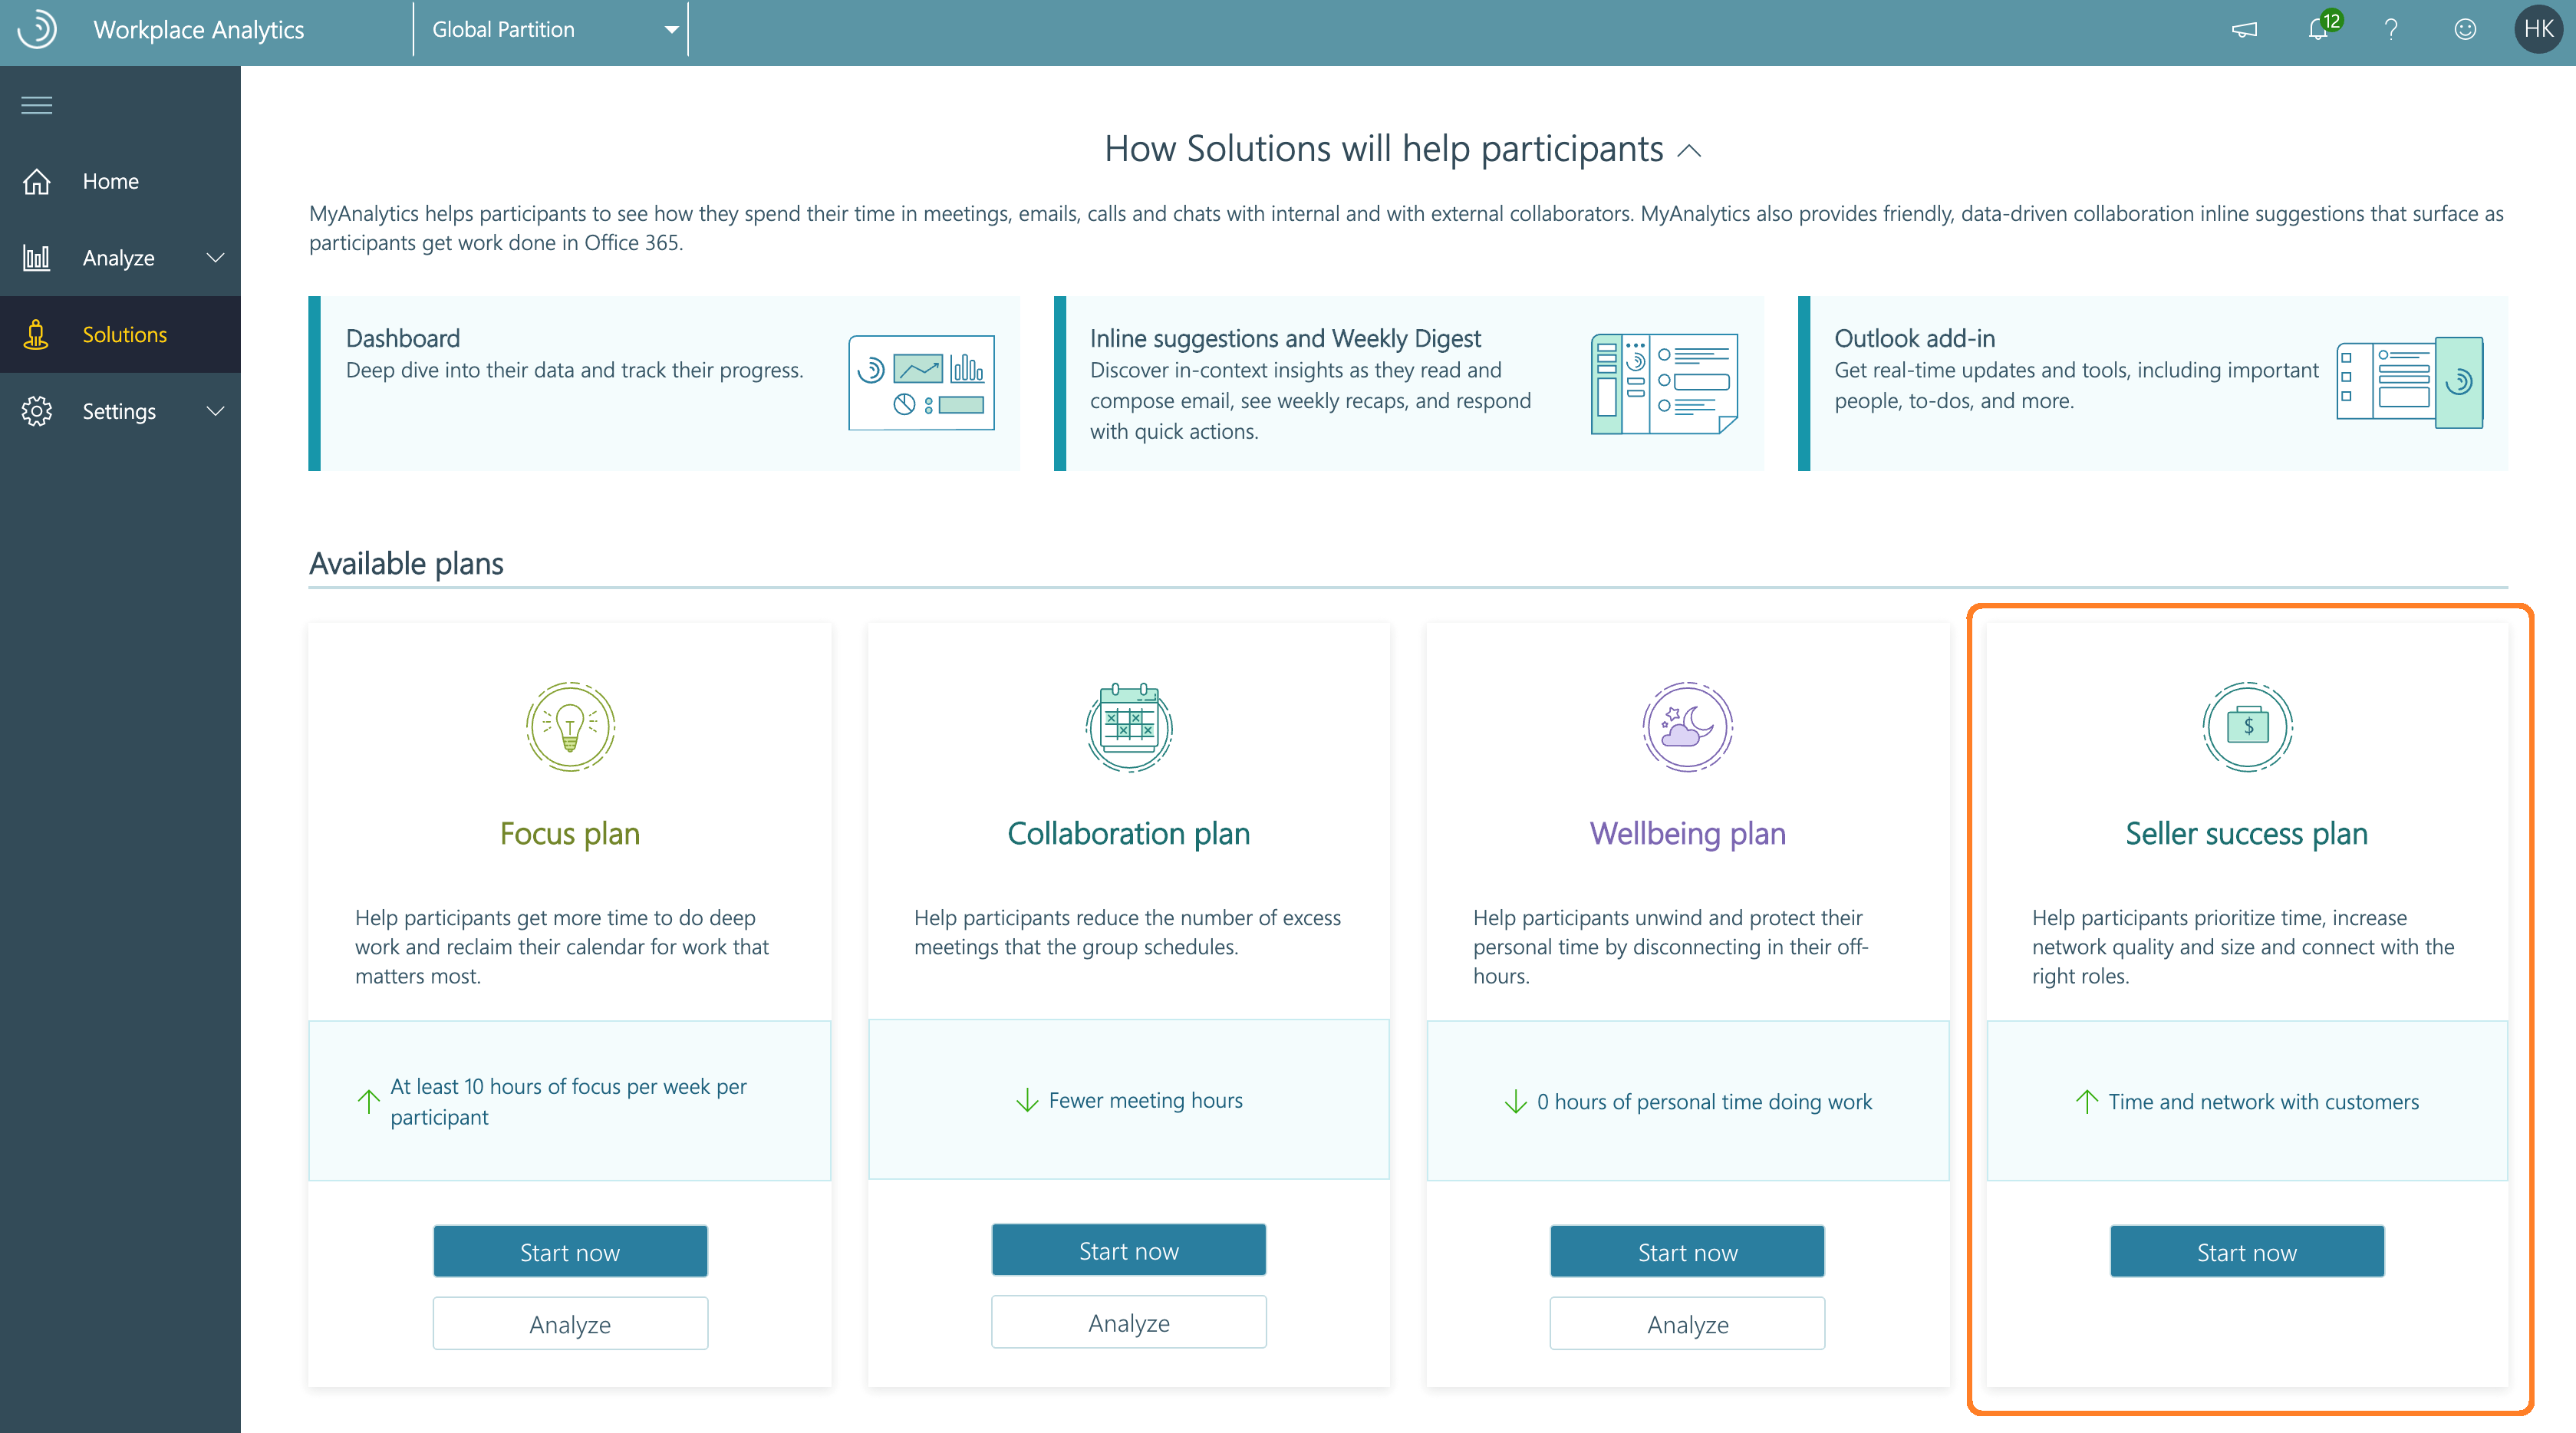 Workplace Analytics
Global Partition
12
?
HK
Home
Analyze
Solutions
Settings
How Solutions will help participants
MyAnalytics helps participants to see how they spend their time in meetings, emails, calls and chats with internal and with external collaborators. MyAnalytics also provides friendly, data-driven collaboration inline suggestions that surface as
participants get work done in Office 365.
Dashboard
Deep dive into their data and track their progress.
Inline suggestions and Weekly Digest
Discover in-context insights as they read and
compose email, see weekly recaps, and respond
with quick actions.
Outlook add-in
Get real-time updates and tools, including important
people, to-dos, and more.
Available plans
Focus plan
Help participants get more time to do deep
work and reclaim their calendar for work that
matters most.
At least 10 hours of focus per week per
participant
Start now
Analyze
Collaboration plan
Help participants reduce the number of excess
meetings that the group schedules.
Fewer meeting hours
Start now
Analyze
Wellbeing plan
Help participants unwind and protect their
personal time by disconnecting in their off-
hours.
0 hours of personal time doing work
Start now
Analyze
$
Seller success plan
Help participants prioritize time, increase
network quality and size and connect with the
right roles.
Time and network with customers
Start now